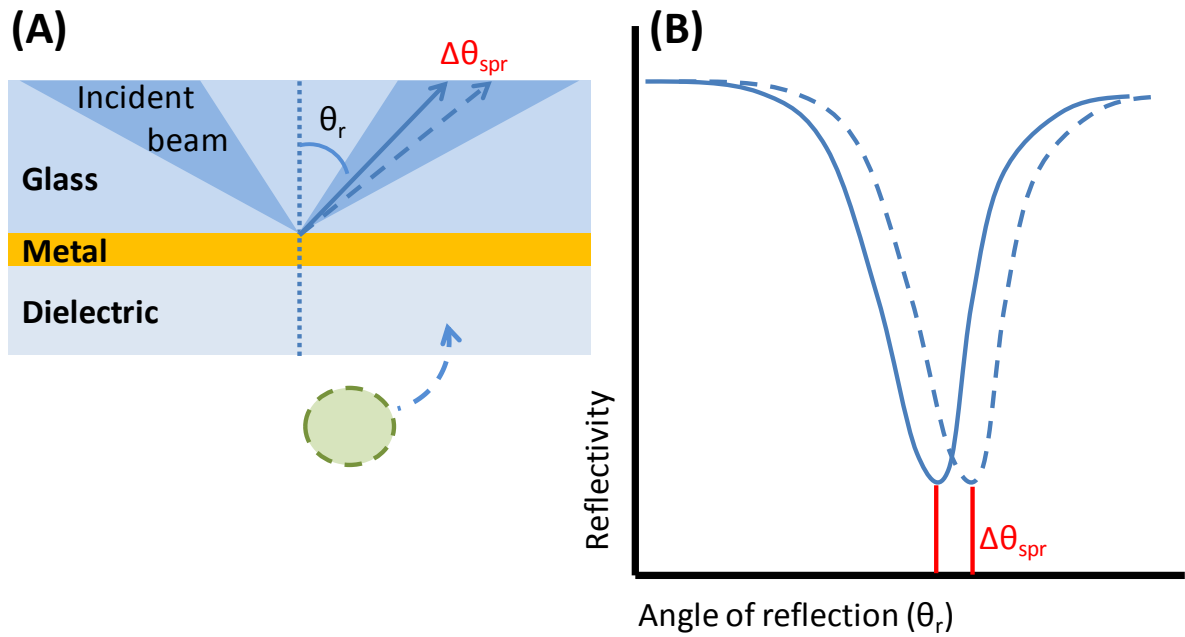 (A)
Δθspr
Incident
beam
θr
Glass
Metal
Dielectric
(B)
Reflectivity
Δθspr
Angle of reflection (θr)